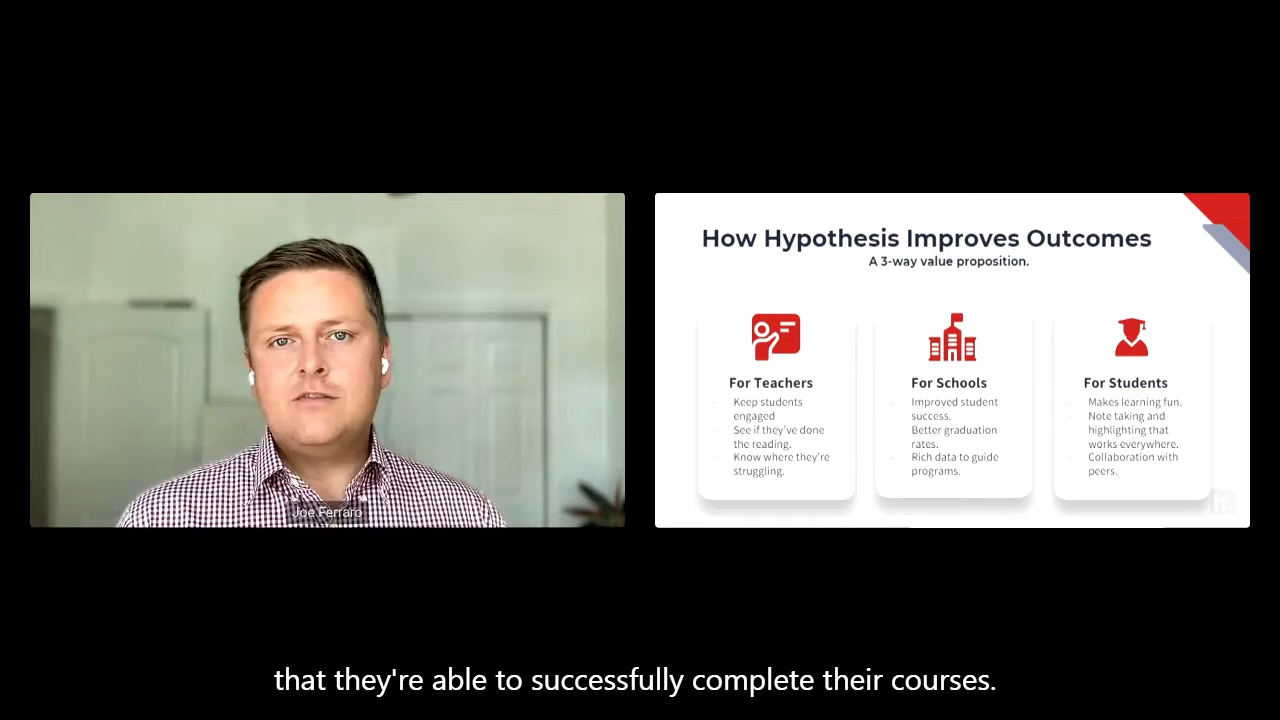 Joe Ferraro
How Hypothesis Improves Outcomes
A 3-way value proposition.
For Teachers
Keep students
engaged
See if they've done
the reading.
Know where they're
struggling.
For Schools
Improved student
success.
Better graduation
rates.
Rich data to guide
programs.
For Students
Makes learning fun.
Note taking and
highlighting that
works everywhere.
Collaboration with
peers.
h.
that they're able to successfully complete their courses.